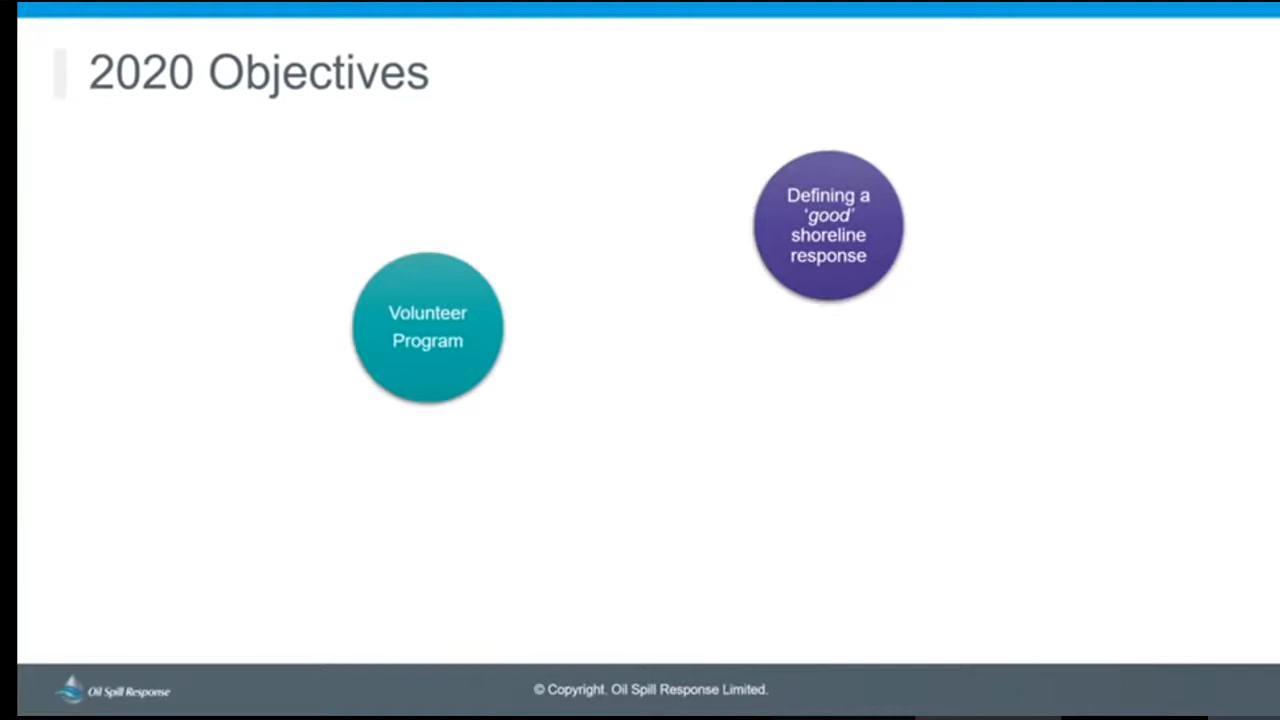 2020 Objectives
Defining a
‘good’
shoreline
response
Volunteer
Program
Oil Spill Response
© Copyright. Oil Spill Response Limited.